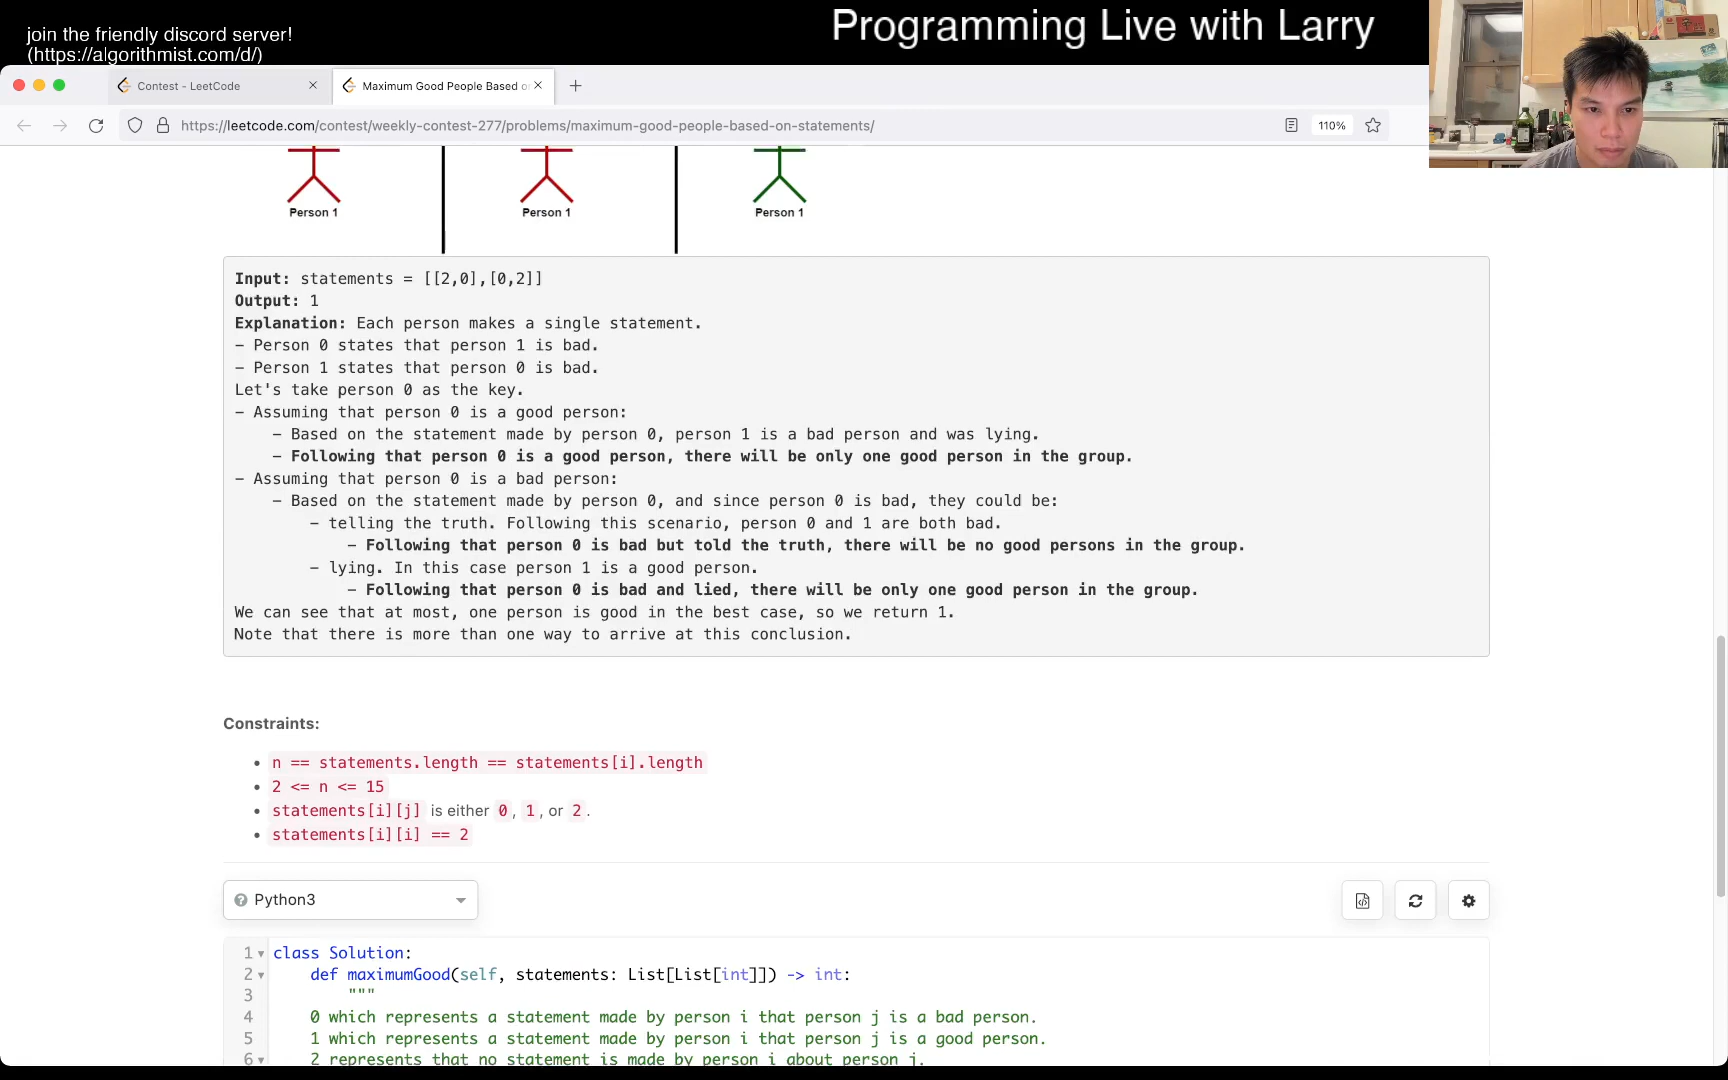 join the friendly discord server!
(https://algorithmist.com/d/)
Programming Live with Larry
Contest - LeetCode
Maximum Good People Based o
https://leetcode.com/contest/weekly-contest-277/problems/maximum-good-people-based-on-statements/
110%
Person 1 Person 1 Person 1
Input: statements = [[2,0],[0,2]]
Output: 1
Explanation: Each person makes a single statement.
- Person 0 states that person 1 is bad.
- Person 1 states that person 0 is bad.
Let's take person 0 as the key.
- Assuming that person 0 is a good person:
- Based on the statement made by person 0, person 1 is a bad person and was lying.
- Following that person 0 is a good person, there will be only one good person in the group.
- Assuming that person 0 is a bad person:
- Based on the statement made by person 0, and since person 0 is bad, they could be:
- telling the truth. Following this scenario, person 0 and 1 are both bad.
- Following that person 0 is bad but told the truth, there will be no good persons in the group.
- lying. In this case person 1 is a good person.
- Following that person 0 is bad and lied, there will be only one good person in the group.
We can see that at most, one person is good in the best case, so we return 1.
Note that there is more than one way to arrive at this conclusion.
Constraints:
• n == statements.length == statements[i].length
• 2 <= n <= 15
• statements[i][j] is either 0, 1, or 2.
• statements[i][i] == 2
Python3
1 class Solution:
2 def maximumGood(self, statements: List[List[int]]) -> int:
3 """
4 0 which represents a statement made by person i that person j is a bad person.
5 1 which represents a statement made by person i that person j is a good person.
6 2 represents that no statement is made by person i about person j.